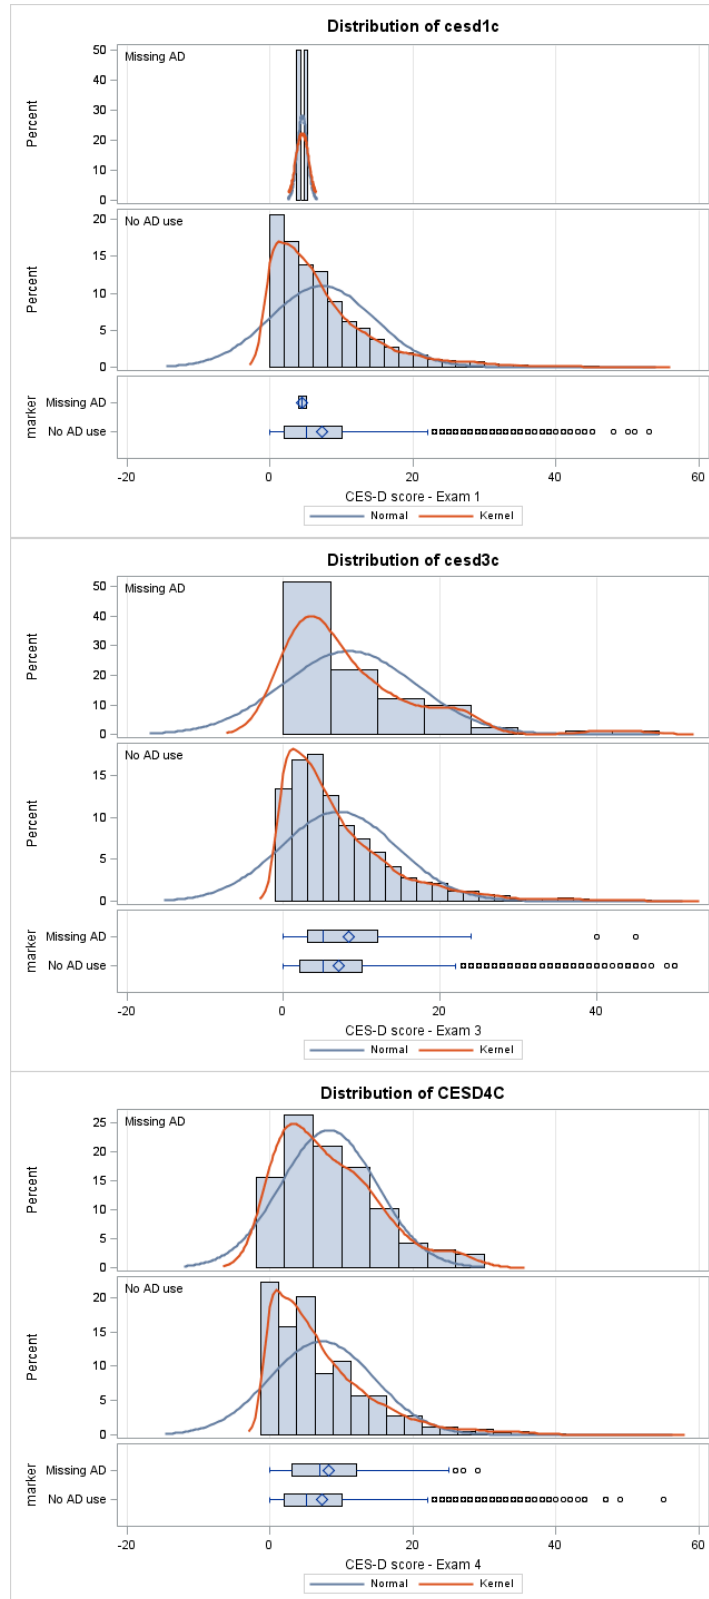 Distribution of cesd1c
Missing AD
50
40
30
20
10
0
Percent
No AD use
20
15
10
5
0
Percent
marker
Missing AD
No AD use
-20 0 20 40 60
CES-D score - Exam 1
Normal Kernel
Distribution of cesd3c
Missing AD
50
40
30
20
10
0
Percent
No AD use
15
10
5
0
Percent
marker
Missing AD
No AD use
-20 0 20 40
CES-D score - Exam 3
Normal Kernel
Distribution of CESD4C
Missing AD
25
20
15
10
5
0
Percent
No AD use
20
15
10
5
0
Percent
marker
Missing AD
No AD use
-20 0 20 40 60
CES-D score - Exam 4
Normal Kernel